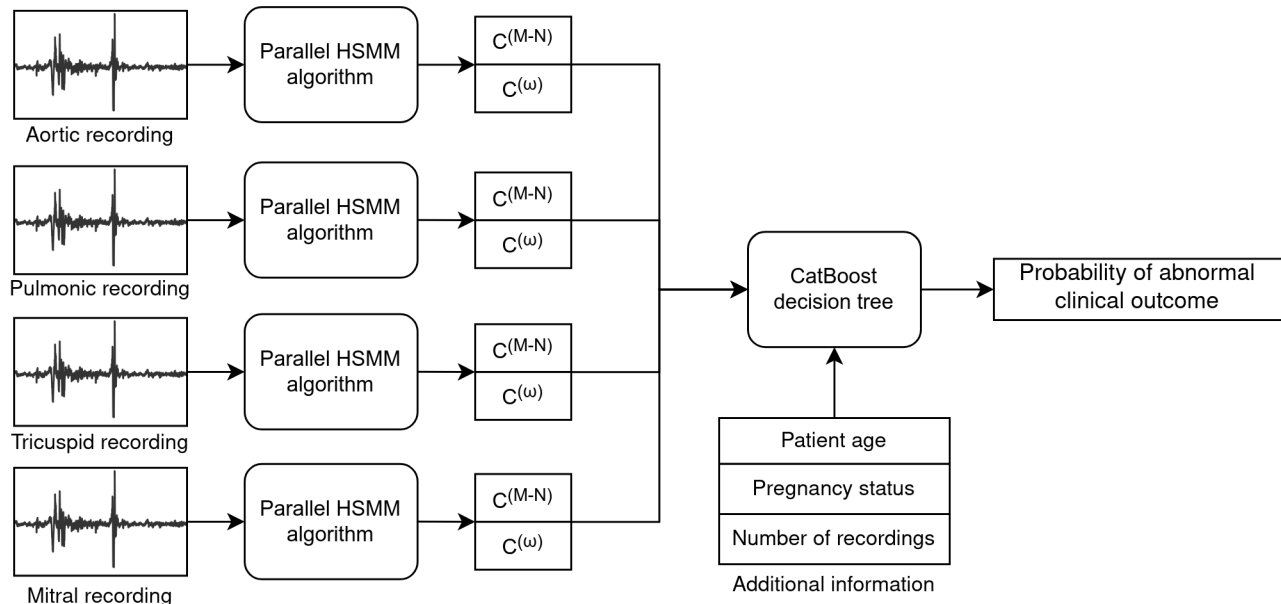 Parallel HSMM
algorithm
C(M-N)
C(ω)
Aortic recording
Parallel HSMM
algorithm
C(M-N)
C(ω)
Pulmonic recording
Parallel HSMM
algorithm
C(M-N)
C(ω)
Tricuspid recording
Parallel HSMM
algorithm
C(M-N)
C(ω)
Mitral recording
CatBoost
decision tree
Probability of abnormal
clinical outcome
Patient age
Pregnancy status
Number of recordings
Additional information